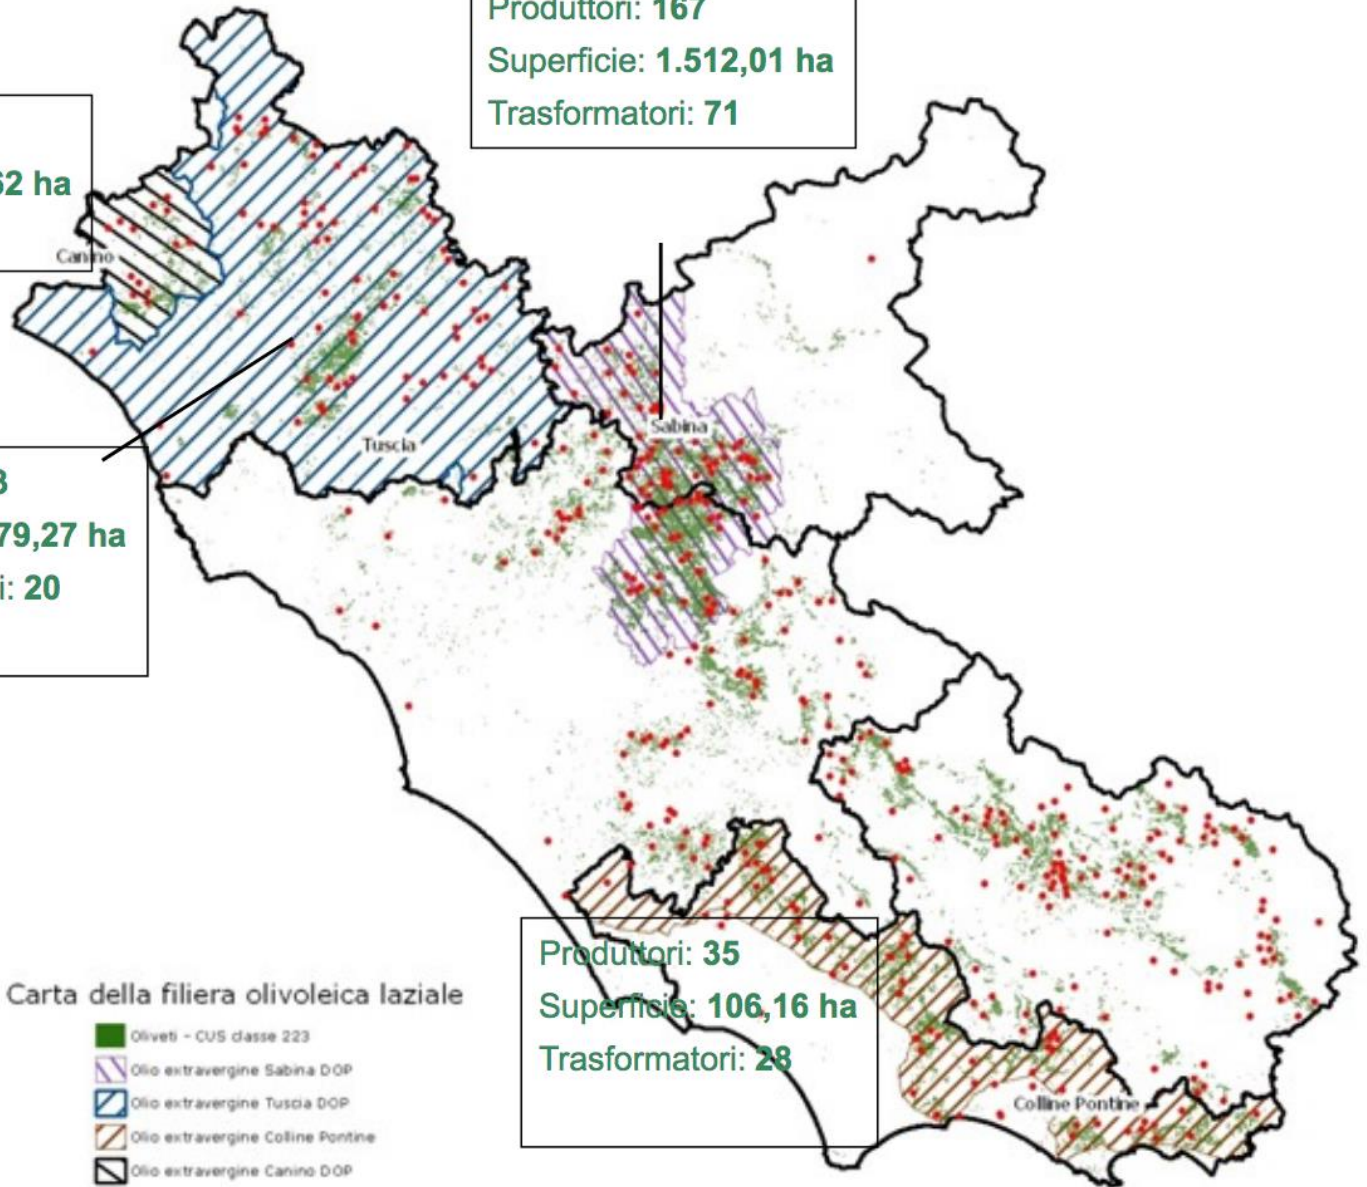 Produttori: 167
Superficie: 1.512,01 ha
Trasformatori: 71
62 ha
Canino
Sabina
Tuscia
3
79,27 ha
i: 20
Produttori: 35
Superficie: 106,16 ha
Trasformatori: 28
Colline Pontine
Carta della filiera olivoleica laziale
Oliveti - CUS classe 223
Olio extravergine Sabina DOP
Olio extravergine Tuscia DOP
Olio extravergine Colline Pontine
Olio extravergine Canino DOP